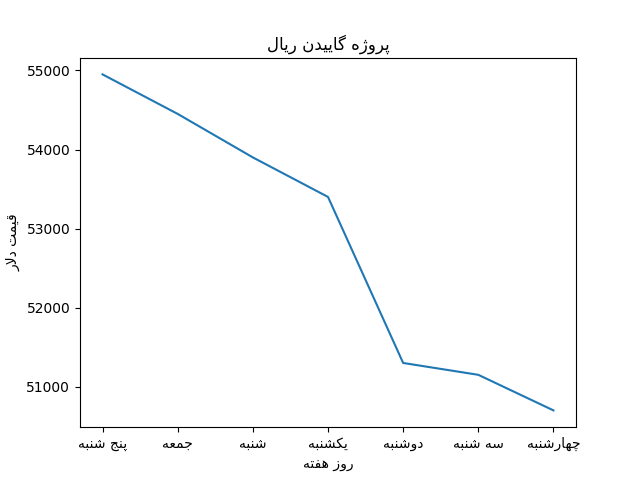 پروژه گاییدن ریال
55000
54000
53000
52000
51000
قیمت دلار
پنج شنبه
جمعه
شنبه
یکشنبه
دوشنبه
سه شنبه
چهارشنبه
روز هفته